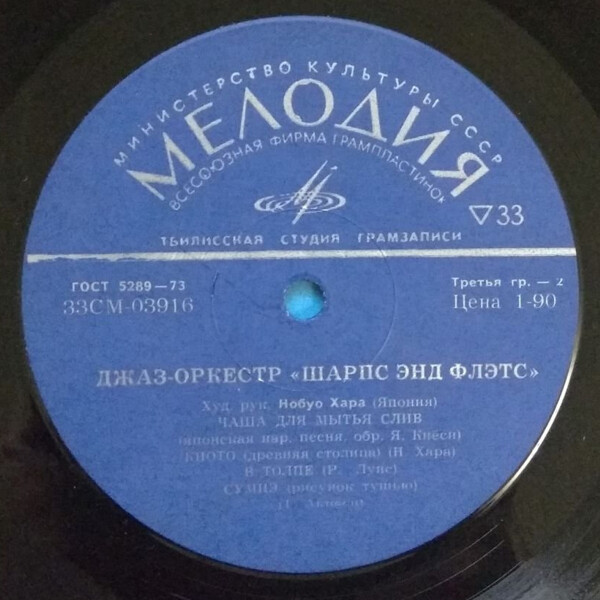 МИНИСТЕРСТВО КУЛЬТУРЫ СССР
МЕЛОДИЯ
ВСЕСОЮЗНАЯ ФИРМА ГРАМПЛАСТИНОК
▽33
ТБИЛИССКАЯ СТУДИЯ ГРАМЗАПИСИ
ГОСТ 5289—73
Третья гр. — 2
33СМ-03916
Цена 1-90
ДЖАЗ-ОРКЕСТР «ШАРПС ЭНД ФЛЭТС»
Худ. рук. Нобуо Хара (Япония)
ЧАША ДЛЯ МЫТЬЯ СЛИВ
(японская нар. песня, обр. Я. Киёси)
КИОТО (древняя столица) (Н. Хара)
В ТОЛПЕ (Р. Луис)
СУМИЭ (рисунок тушью)